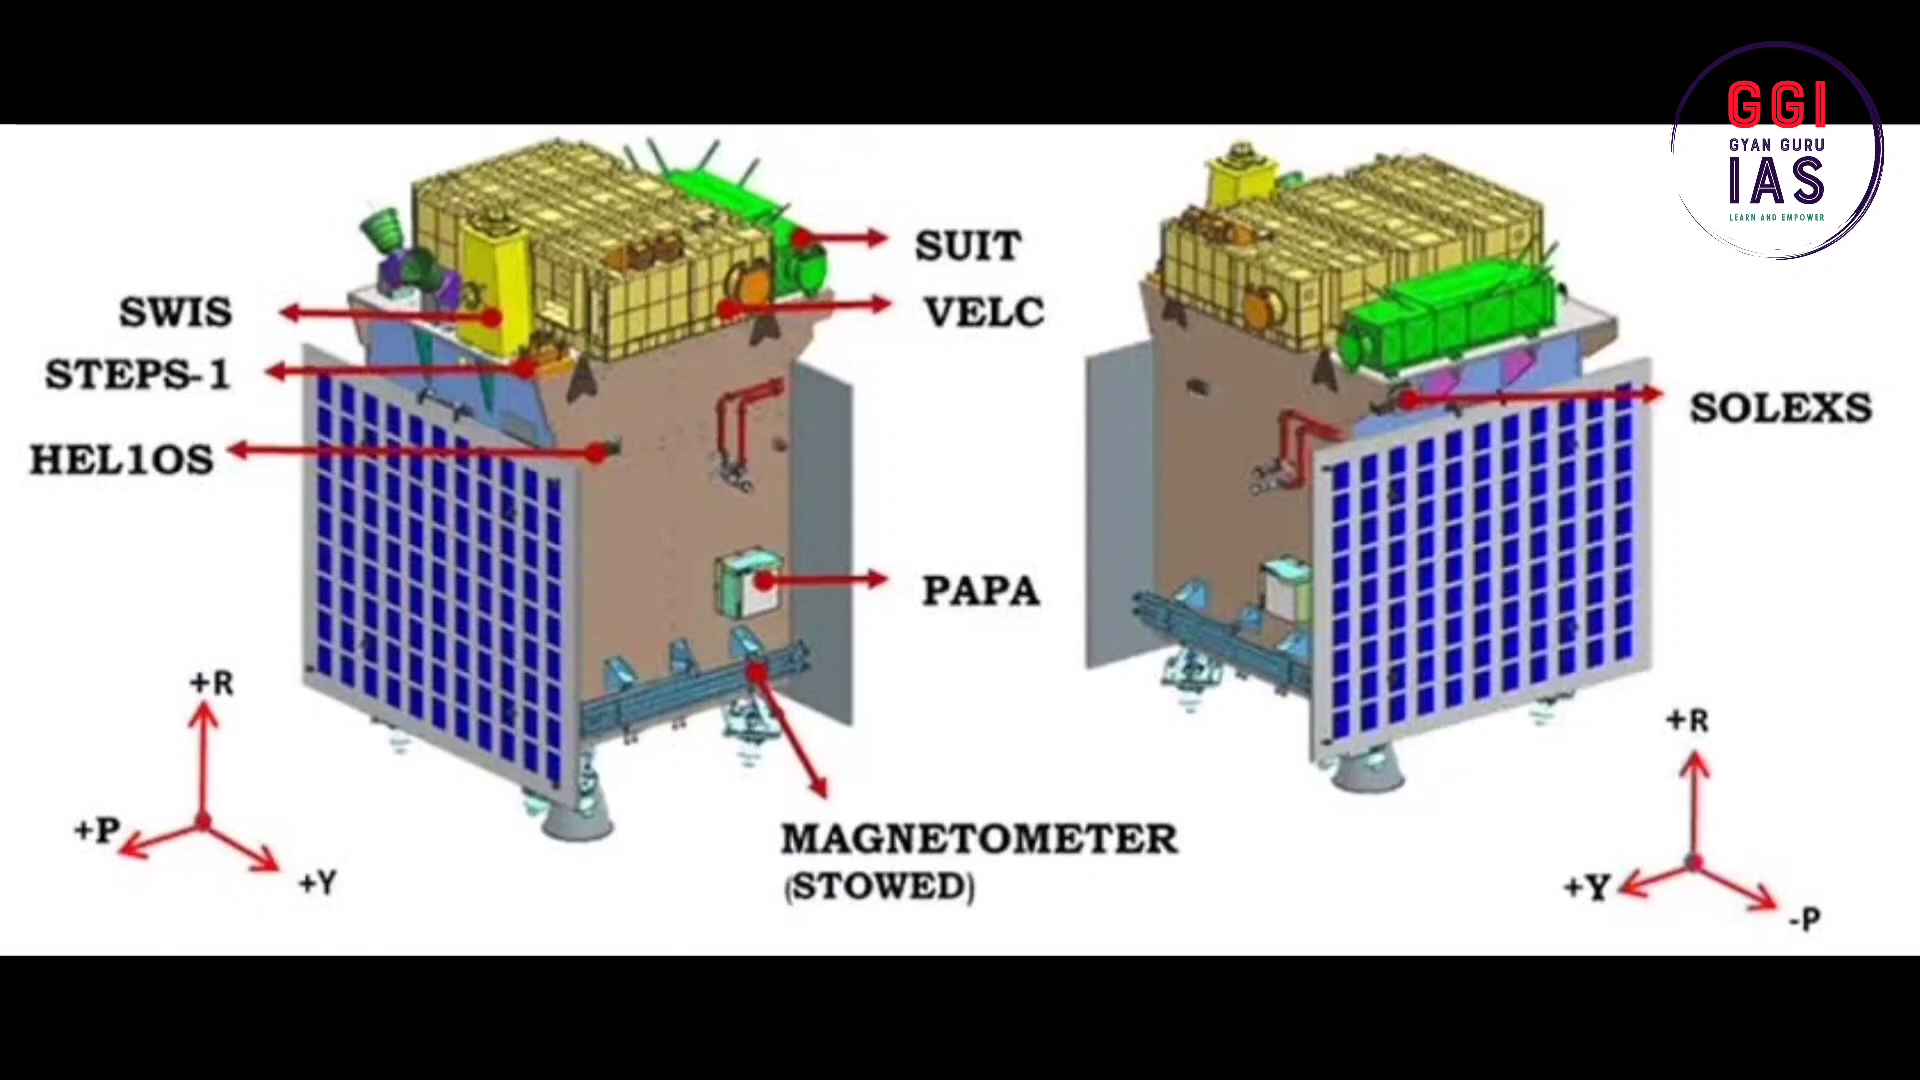 GGI
GYAN GURU
IAS
LEARN AND EMPOWER
SUIT
SWIS
VELC
STEPS-1
SOLEXS
HEL1OS
PAPA
+R
+P
+Y
MAGNETOMETER
(STOWED)
+R
+Y
-P